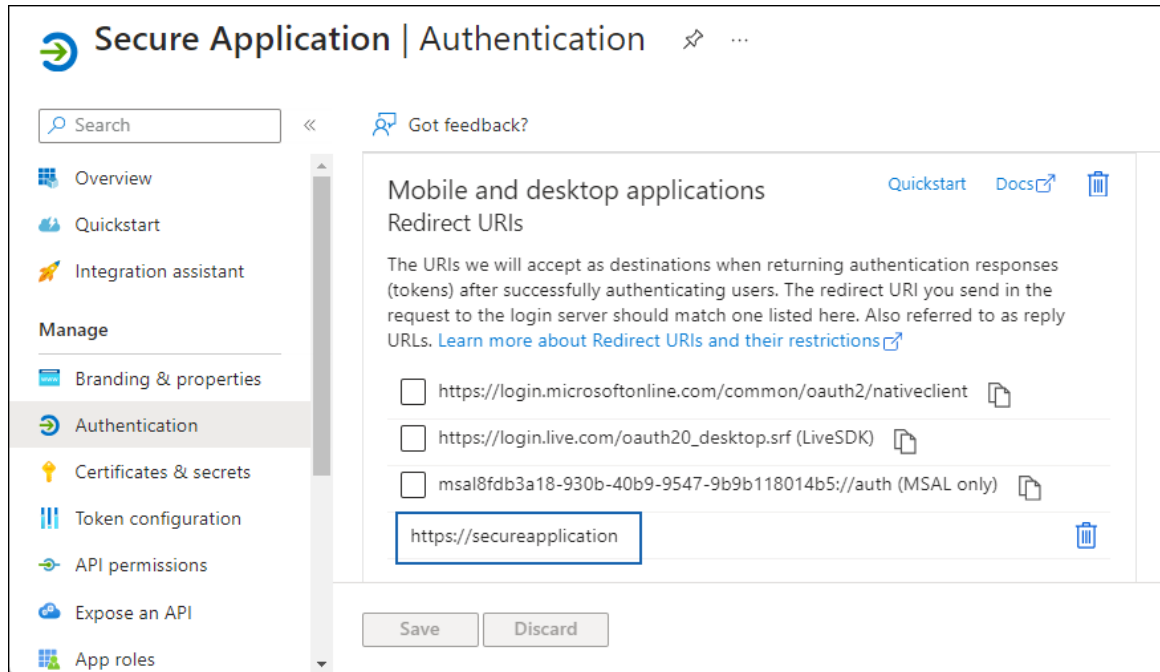 Secure Application | Authentication
Search
Got feedback?
Overview
Quickstart
Integration assistant
Manage
Branding & properties
Authentication
Certificates & secrets
Token configuration
API permissions
Expose an API
App roles
Mobile and desktop applications
Quickstart
Docs
Redirect URIs
The URIs we will accept as destinations when returning authentication responses
(tokens) after successfully authenticating users. The redirect URI you send in the
request to the login server should match one listed here. Also referred to as reply
URLs. Learn more about Redirect URIs and their restrictions
https://login.microsoftonline.com/common/oauth2/nativeclient
https://login.live.com/oauth20_desktop.srf (LiveSDK)
msal8fdb3a18-930b-40b9-9547-9b9b118014b5://auth (MSAL only)
https://secureapplication
Save
Discard